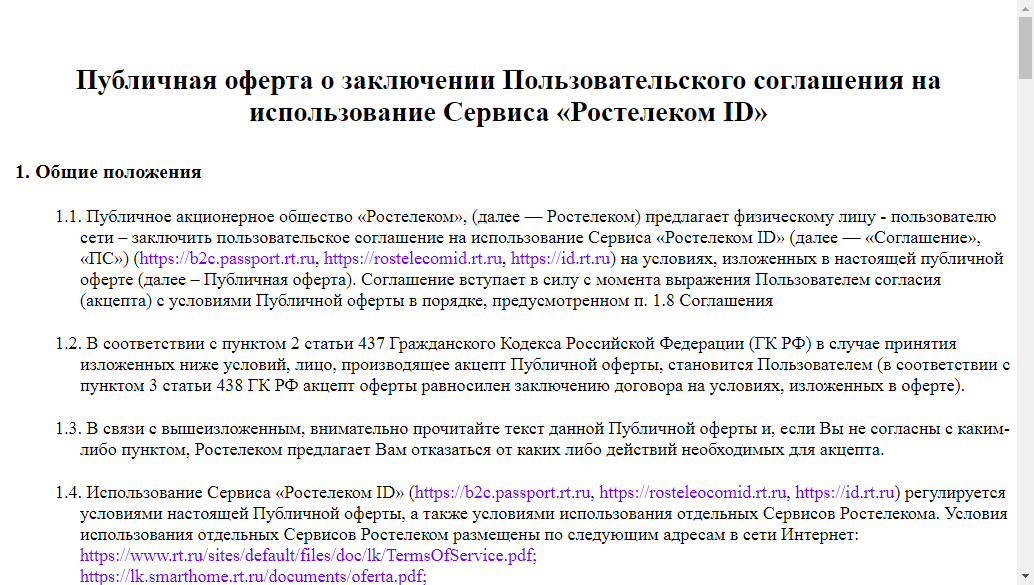 Публичная оферта о заключении Пользовательского соглашения на
использование Сервиса «Ростелеком ID»
1. Общие положения
1.1. Публичное акционерное общество «Ростелеком», (далее — Ростелеком) предлагает физическому лицу - пользователю
сети – заключить пользовательское соглашение на использование Сервиса «Ростелеком ID» (далее — «Соглашение»,
«ПС») (https://b2c.passport.rt.ru, https://rostelecomid.rt.ru, https://id.rt.ru) на условиях, изложенных в настоящей публичной
оферте (далее – Публичная оферта). Соглашение вступает в силу с момента выражения Пользователем согласия
(акцепта) с условиями Публичной оферты в порядке, предусмотренном п. 1.8 Соглашения
1.2. В соответствии с пунктом 2 статьи 437 Гражданского Кодекса Российской Федерации (ГК РФ) в случае принятия
изложенных ниже условий, лицо, производящее акцепт Публичной оферты, становится Пользователем (в соответствии с
пунктом 3 статьи 438 ГК РФ акцепт оферты равносилен заключению договора на условиях, изложенных в оферте).
1.3. В связи с вышеизложенным, внимательно прочитайте текст данной Публичной оферты и, если Вы не согласны с каким-
либо пунктом, Ростелеком предлагает Вам отказаться от каких либо действий необходимых для акцепта.
1.4. Использование Сервиса «Ростелеком ID» (https://b2c.passport.rt.ru, https://rosteleocomid.rt.ru, https://id.rt.ru) регулируется
условиями настоящей Публичной оферты, а также условиями использования отдельных Сервисов Ростелекома. Условия
использования отдельных Сервисов Ростелеком размещены по следующим адресам в сети Интернет:
https://www.rt.ru/sites/default/files/doc/lk/TermsOfService.pdf;
https://lk.smarthome.rt.ru/documents/oferta.pdf;